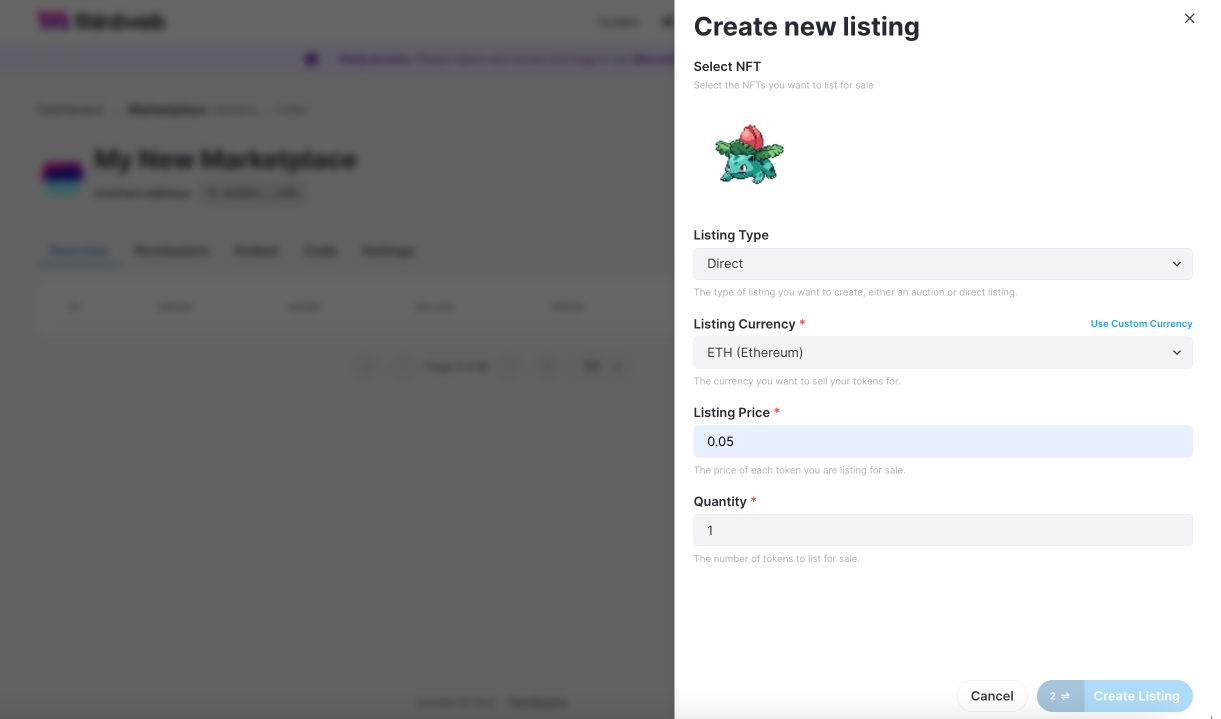 thirdweb
Create new listing
Select NFT
Select the NFTs you want to list for sale
Dashboard
Marketplace
My New Marketplace
Overview Permissions Embed Code Settings
Listing Type
Direct
The type of listing you want to create, either an auction or direct listing.
Listing Currency *
Use Custom Currency
ETH (Ethereum)
The currency you want to sell your tokens for.
Listing Price *
0.05
The price of each token you are listing for sale.
Quantity *
1
The number of tokens to list for sale.
Cancel
2 ⇌
Create Listing